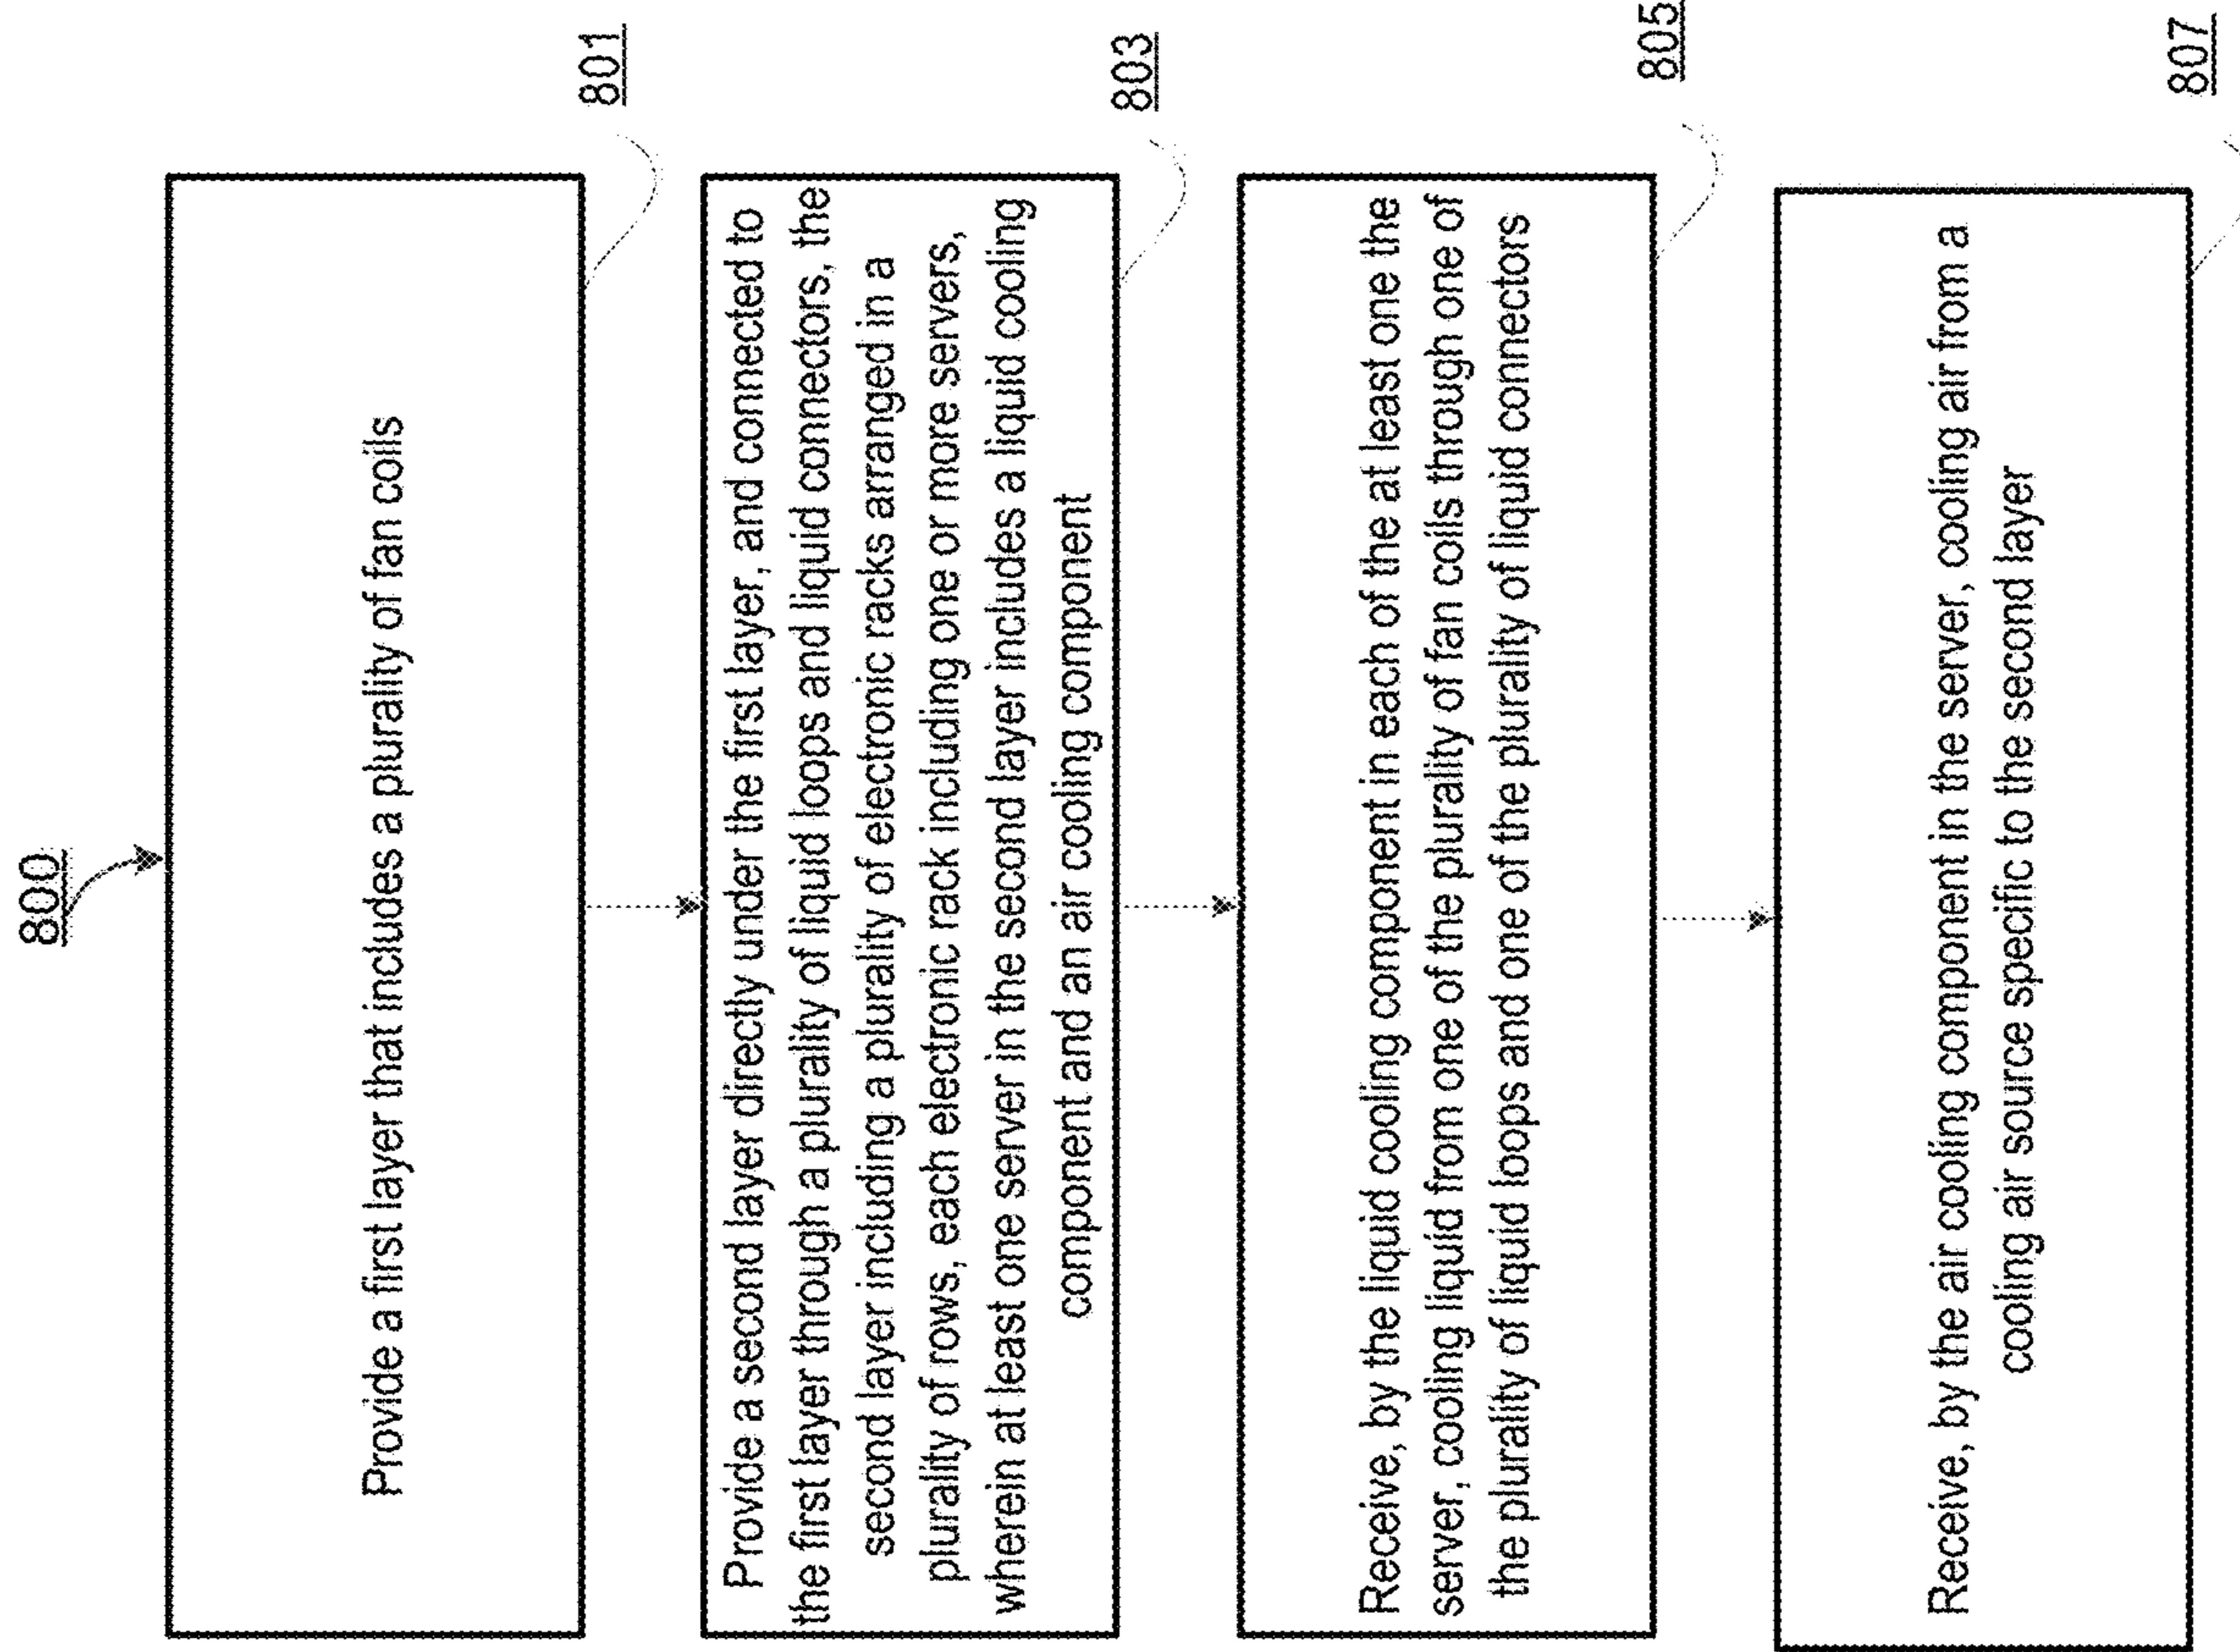 800
Provide a first layer that includes a plurality of fan coils
801
Provide a second layer directly under the first layer, and connected to
the first layer through a plurality of liquid loops and liquid connectors, the
second layer including a plurality of electronic racks arranged in a
plurality of rows, each electronic rack including one or more servers,
wherein at least one server in the second layer includes a liquid cooling
component and an air cooling component
803
Receive, by the liquid cooling component in each of the at least one the
server, cooling liquid from one of the plurality of fan coils through one of
the plurality of liquid loops and one of the plurality of liquid connectors
805
Receive, by the air cooling component in the server, cooling air from a
cooling air source specific to the second layer
807